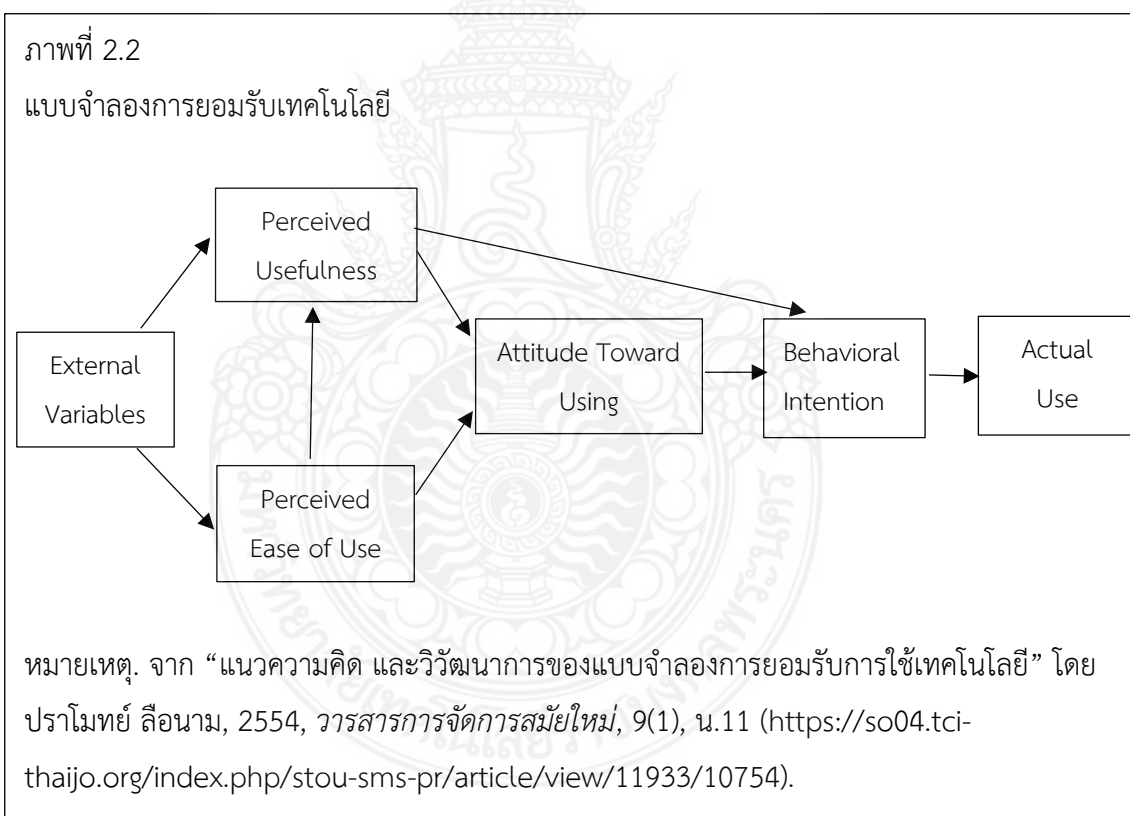 ภาพที่ 2.2
แบบจำลองการยอมรับเทคโนโลยี
Perceived
Usefulness
External
Variables
Attitude Toward
Using
Behavioral
Intention
Actual
Use
Perceived
Ease of Use
หมายเหตุ. จาก “แนวความคิด และวิวัฒนาการของแบบจำลองการยอมรับการใช้เทคโนโลยี” โดย
ปราโมทย์ ลือนาม, 2554, วารสารการจัดการสมัยใหม่, 9(1), น.11 (https://so04.tci-
thaijo.org/index.php/stou-sms-pr/article/view/11933/10754).